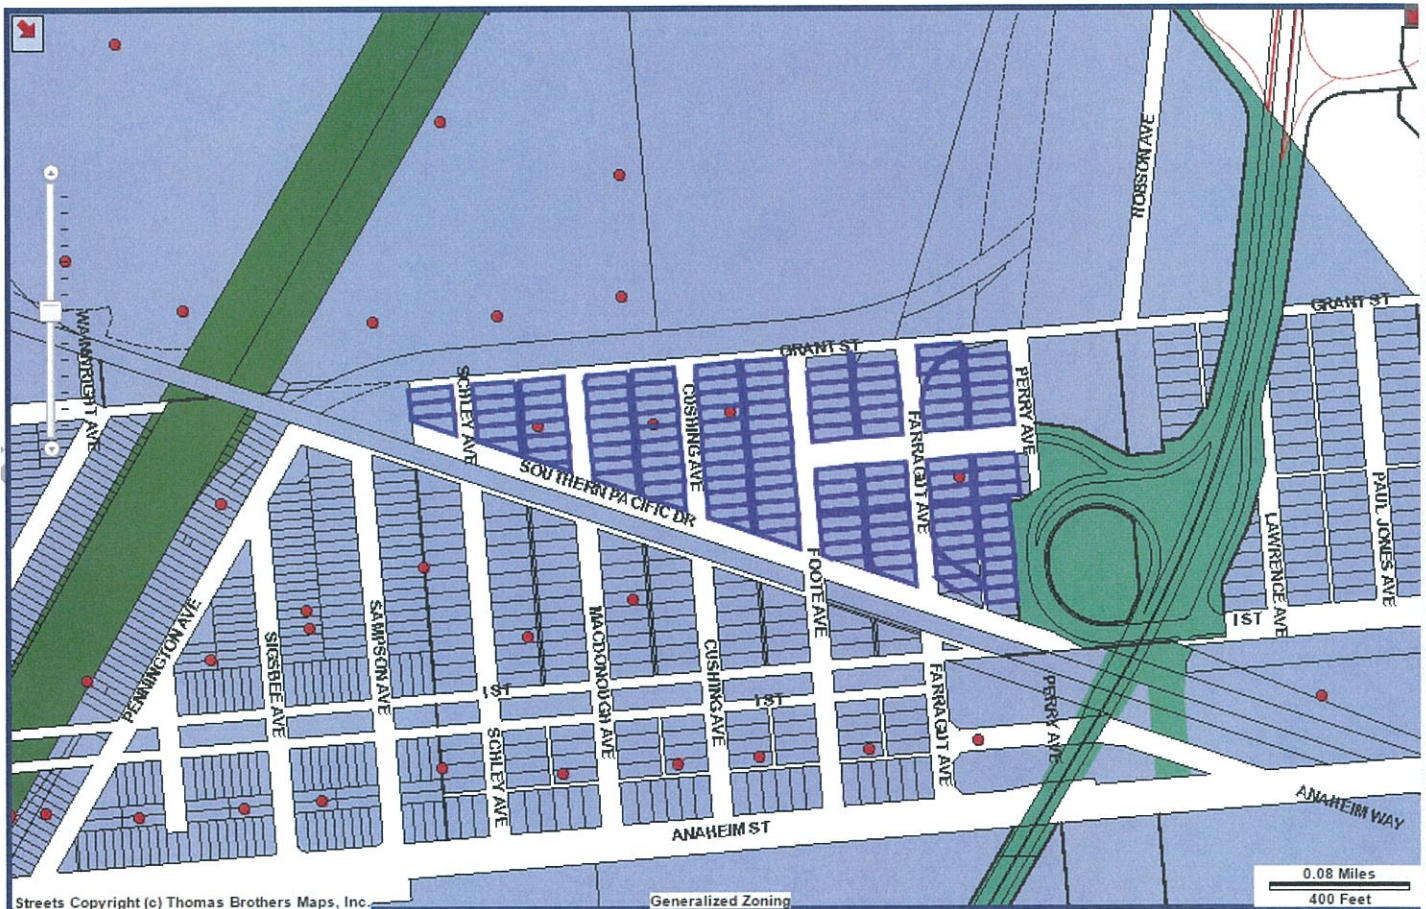 ROBSON AVE
GRANT ST
GRANT ST
WAINWRIGHT AVE
SCHLEY AVE
CUSHING AVE
FARRAGUT AVE
PERRY AVE
SOUTHERN PACIFIC DR
FOOTE AVE
LAWRENCE AVE
PAUL JONES AVE
PENNINGTON AVE
SIGSBEE AVE
SAMPSON AVE
MACDONOUGH AVE
CUSHING AVE
FARRAGUT AVE
PERRY AVE
I ST
I ST
I ST
SCHLEY AVE
ANAHEIM ST
ANAHEIM WAY
0.08 Miles
400 Feet
Streets Copyright (c) Thomas Brothers Maps, Inc.
Generalized Zoning